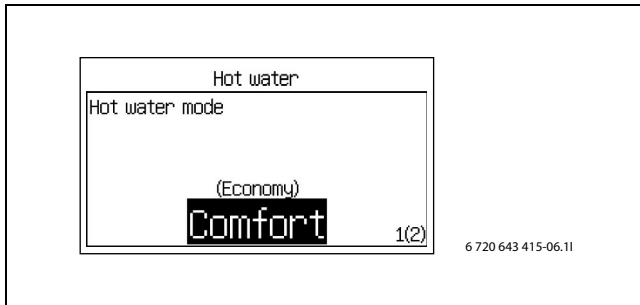 Hot water
Hot water mode
(Economy)
Comfort
1(2)
6 720 643 415-06.1I